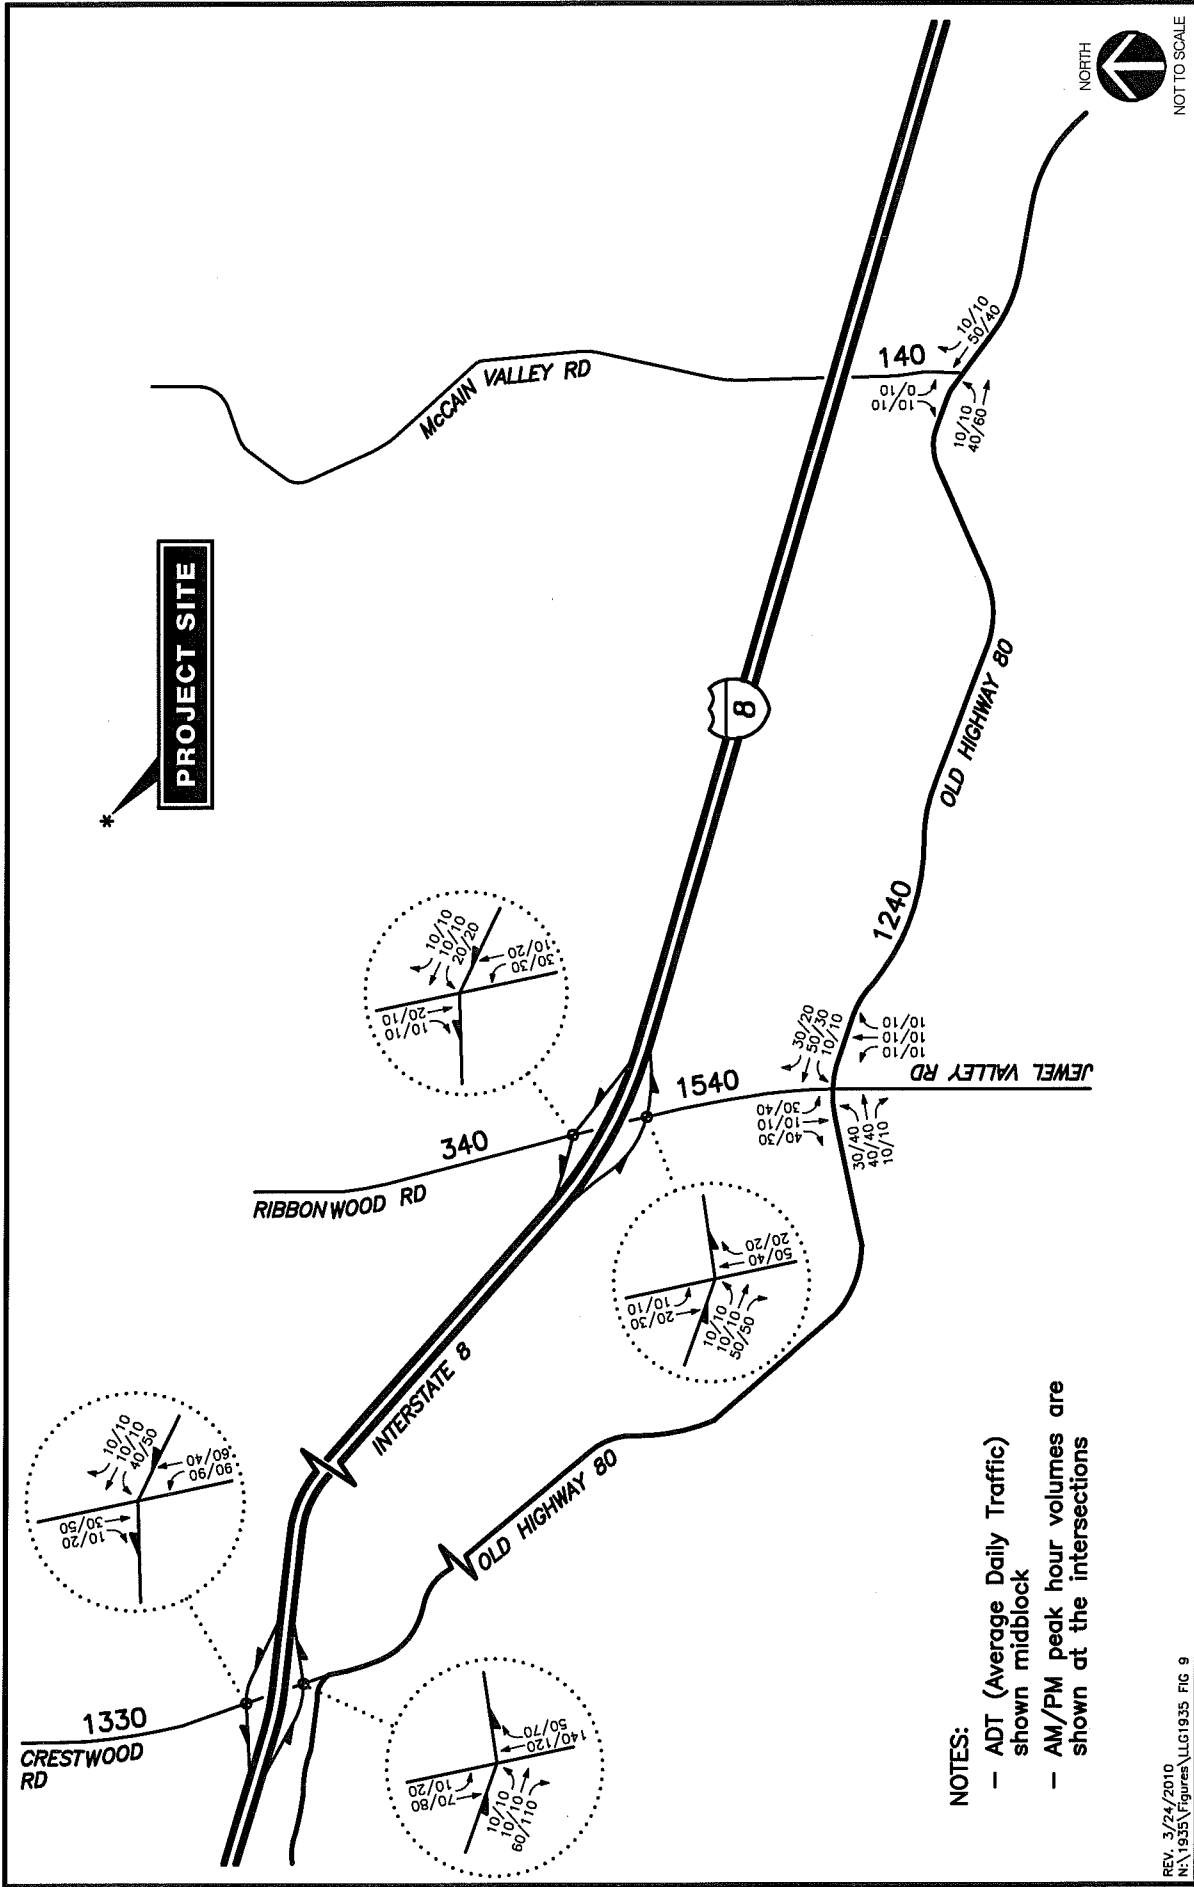 NORTH
NOT TO SCALE
PROJECT SITE
McCAIN VALLEY RD
140
10/10
0/10
10/10
50/40
10/10
40/60
8
OLD HIGHWAY 80
1240
10/10
10/10
20/20
20/10
10/10
10/20
30/30
RIBBONWOOD RD
340
1540
30/20
50/30
10/10
30/40
10/10
40/30
30/40
40/40
10/10
10/10
10/10
10/10
JEWEL VALLEY RD
10/10
20/30
20/20
50/40
10/10
10/10
50/50
INTERSTATE 8
OLD HIGHWAY 80
10/10
10/10
40/50
30/50
10/20
60/40
90/90
CRESTWOOD
RD
1330
10/20
70/80
50/70
140/120
10/10
10/10
60/110
NOTES:
- ADT (Average Daily Traffic)
shown midblock
- AM/PM peak hour volumes are
shown at the intersections
REV. 3/24/2010
N:\1935\Figures\LLG1935 FIG 9